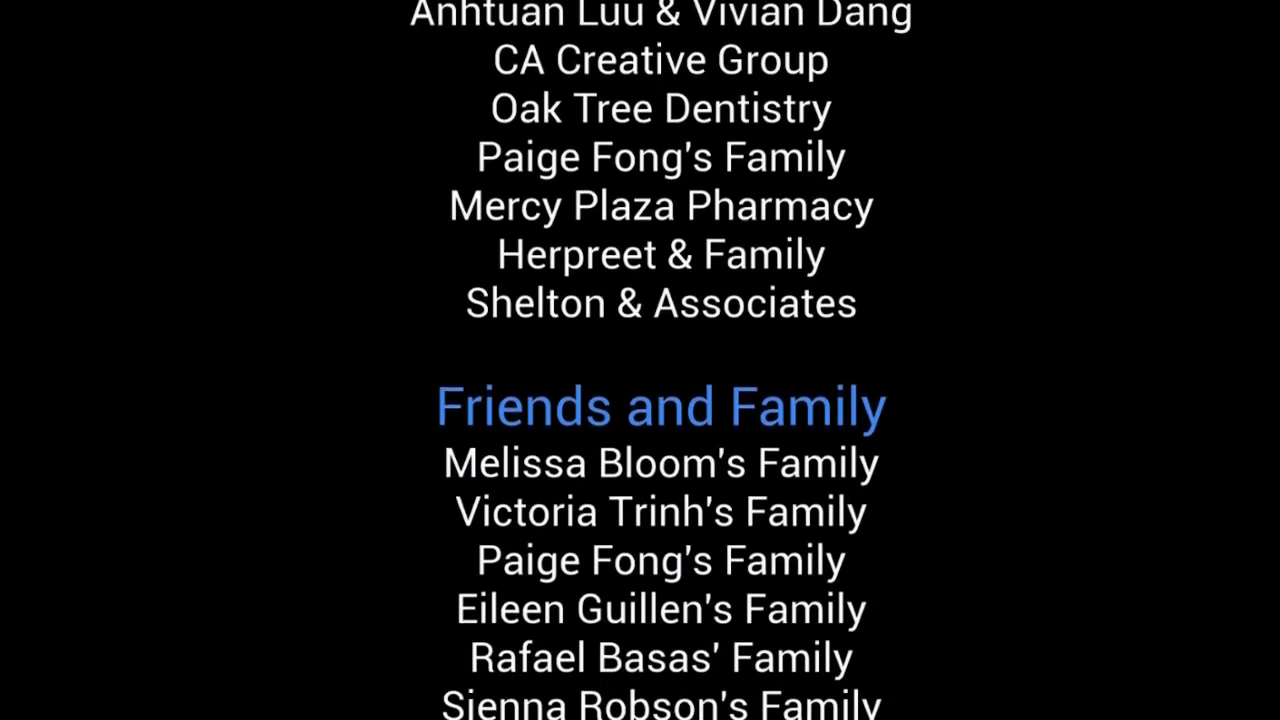 Anhtuan Luu & Vivian Dang
CA Creative Group
Oak Tree Dentistry
Paige Fong's Family
Mercy Plaza Pharmacy
Herpreet & Family
Shelton & Associates
Friends and Family
Melissa Bloom's Family
Victoria Trinh's Family
Paige Fong's Family
Eileen Guillen's Family
Rafael Basas' Family
Sienna Robson's Family